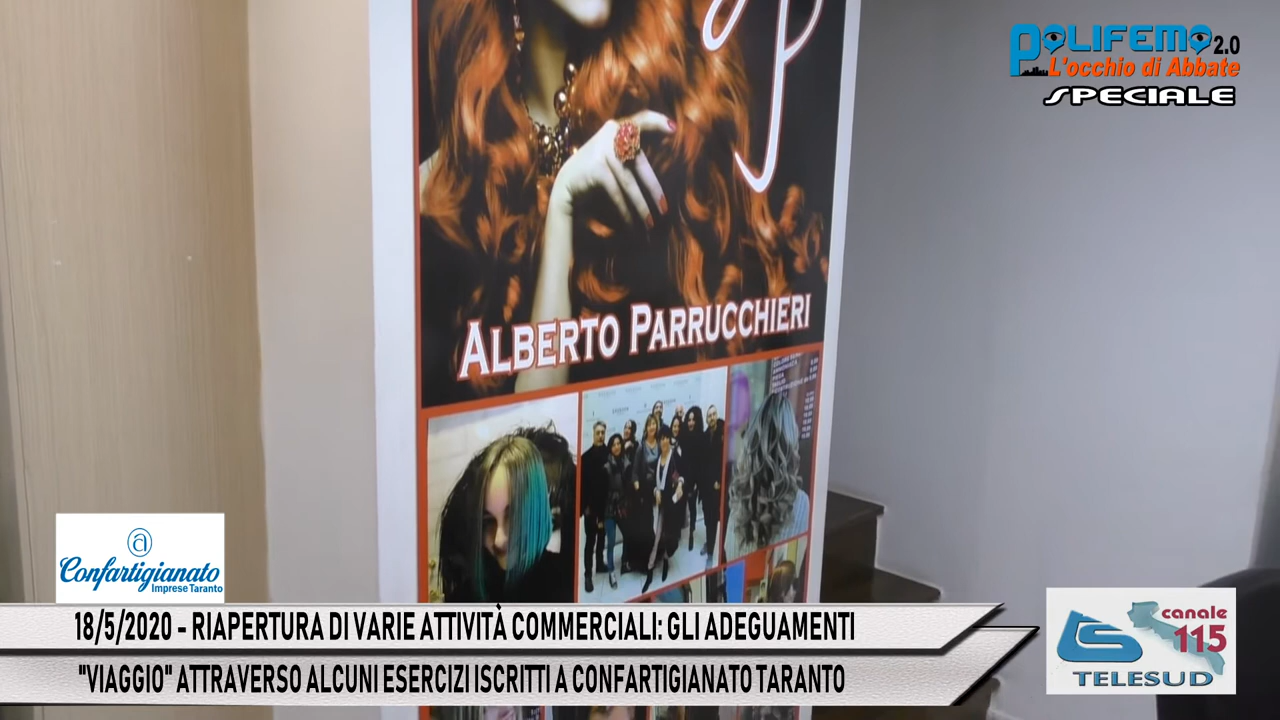 POLIFEMO 2.0
L'occhio di Abbate
SPECIALE
ALBERTO PARRUCCHIERI
a
Confartigianato
Imprese Taranto
18/5/2020 – RIAPERTURA DI VARIE ATTIVITÀ COMMERCIALI: GLI ADEGUAMENTI
"VIAGGIO" ATTRAVERSO ALCUNI ESERCIZI ISCRITTI A CONFARTIGIANATO TARANTO
canale
115
TELESUD